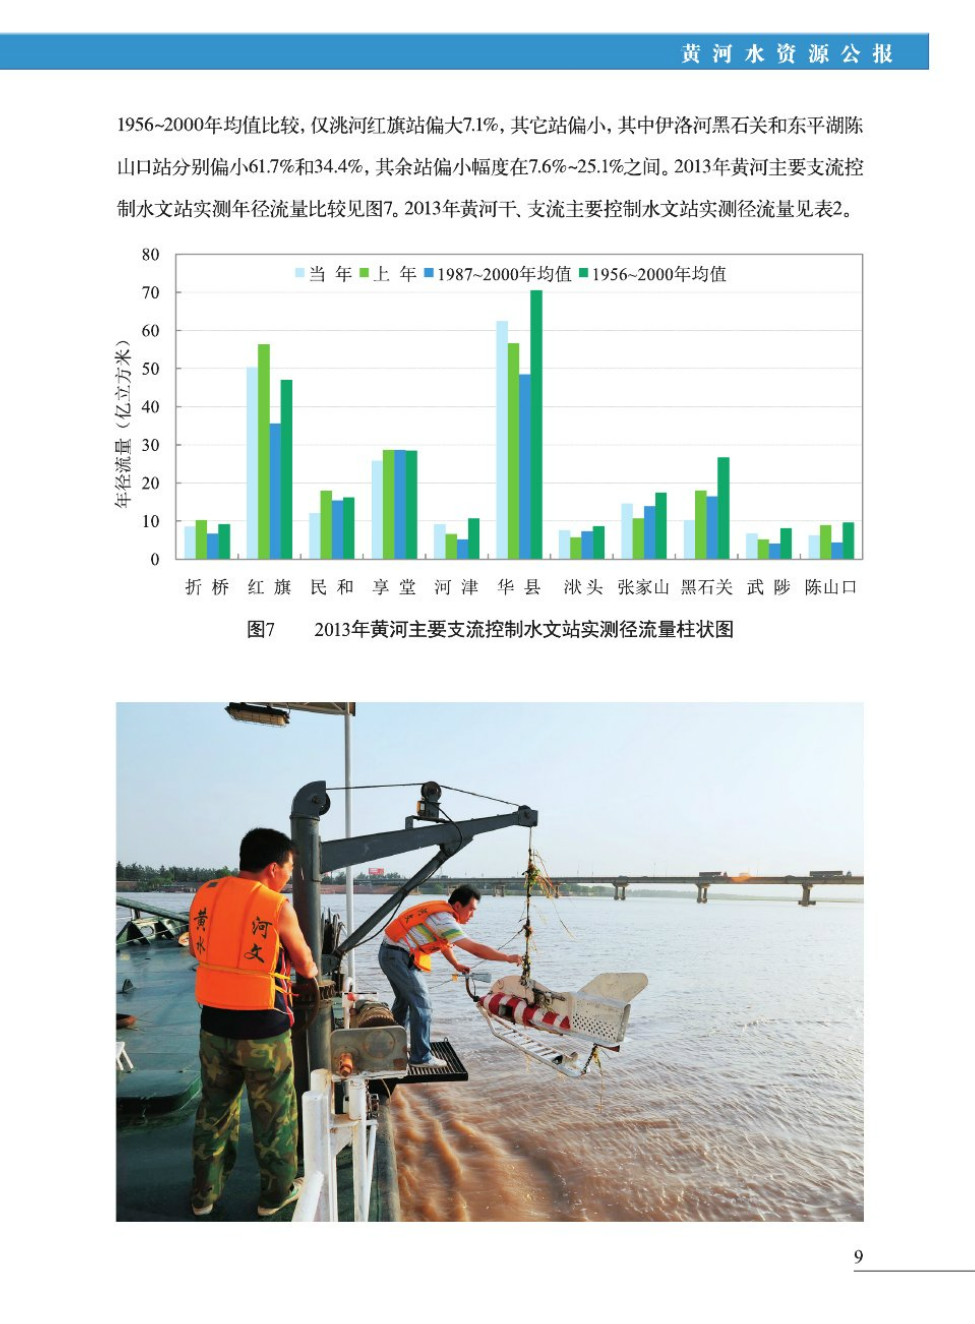 黄河水资源公报
1956~2000年均值比较，仅洮河红旗站偏大7.1%，其它站偏小，其中伊洛河黑石关和东平湖陈
山口站分别偏小61.7%和34.4%，其余站偏小幅度在7.6%~25.1%之间。2013年黄河主要支流控
制水文站实测年径流量比较见图7。2013年黄河干、支流主要控制水文站实测径流量见表2。
当 年 上 年 1987~2000年均值 1956~2000年均值
年径流量（亿立方米）
80
70
60
50
40
30
20
10
0
折 桥 红 旗 民 和 享 堂 河 津 华 县 洑头 张家山 黑石关 武 陟 陈山口
图7 2013年黄河主要支流控制水文站实测径流量柱状图
黄 河
水 文
9